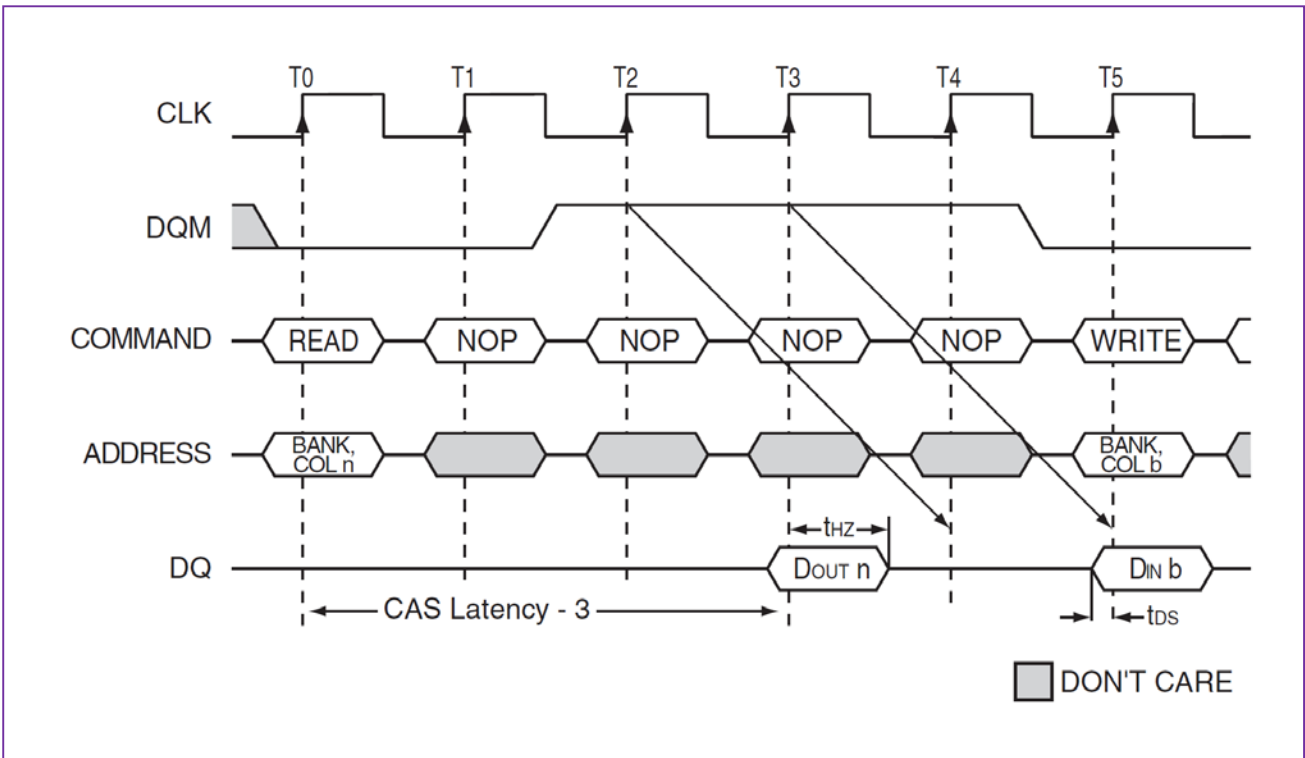 T0 T1 T2 T3 T4 T5
CLK
DQM
COMMAND READ NOP NOP NOP NOP WRITE
ADDRESS BANK, COL n BANK, COL b
tHZ
DQ DOUT n DIN b
CAS Latency - 3 tDS
DON'T CARE